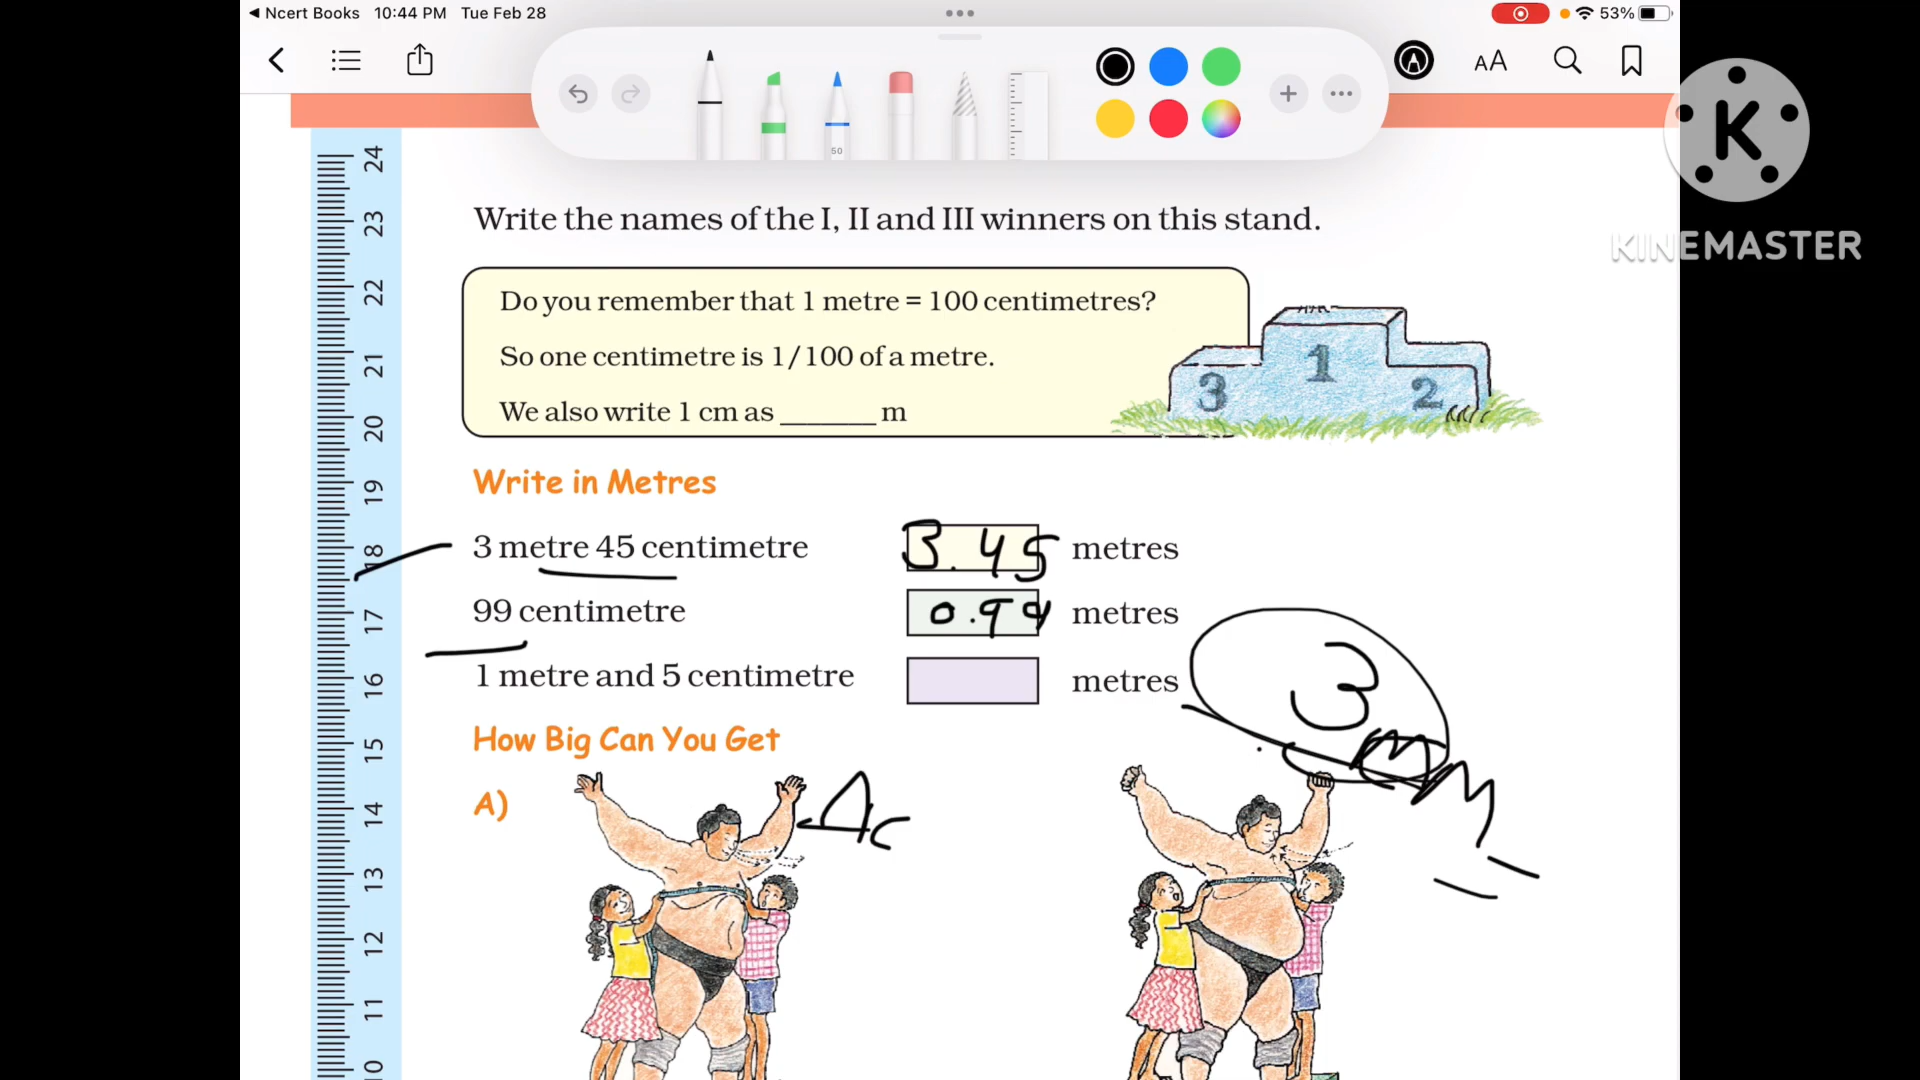 Ncert Books 10:44 PM Tue Feb 28 53%
AA
50
K
KINEMASTER
24
23
22
21
20
19
18
17
16
15
14
13
12
11
10
Write the names of the I, II and III winners on this stand.
Do you remember that 1 metre = 100 centimetres?
So one centimetre is 1/100 of a metre.
We also write 1 cm as _______ m
3 1 2
Write in Metres
3 metre 45 centimetre 3.45 metres
99 centimetre 0.99 metres
1 metre and 5 centimetre metres
3
m
How Big Can You Get
A)